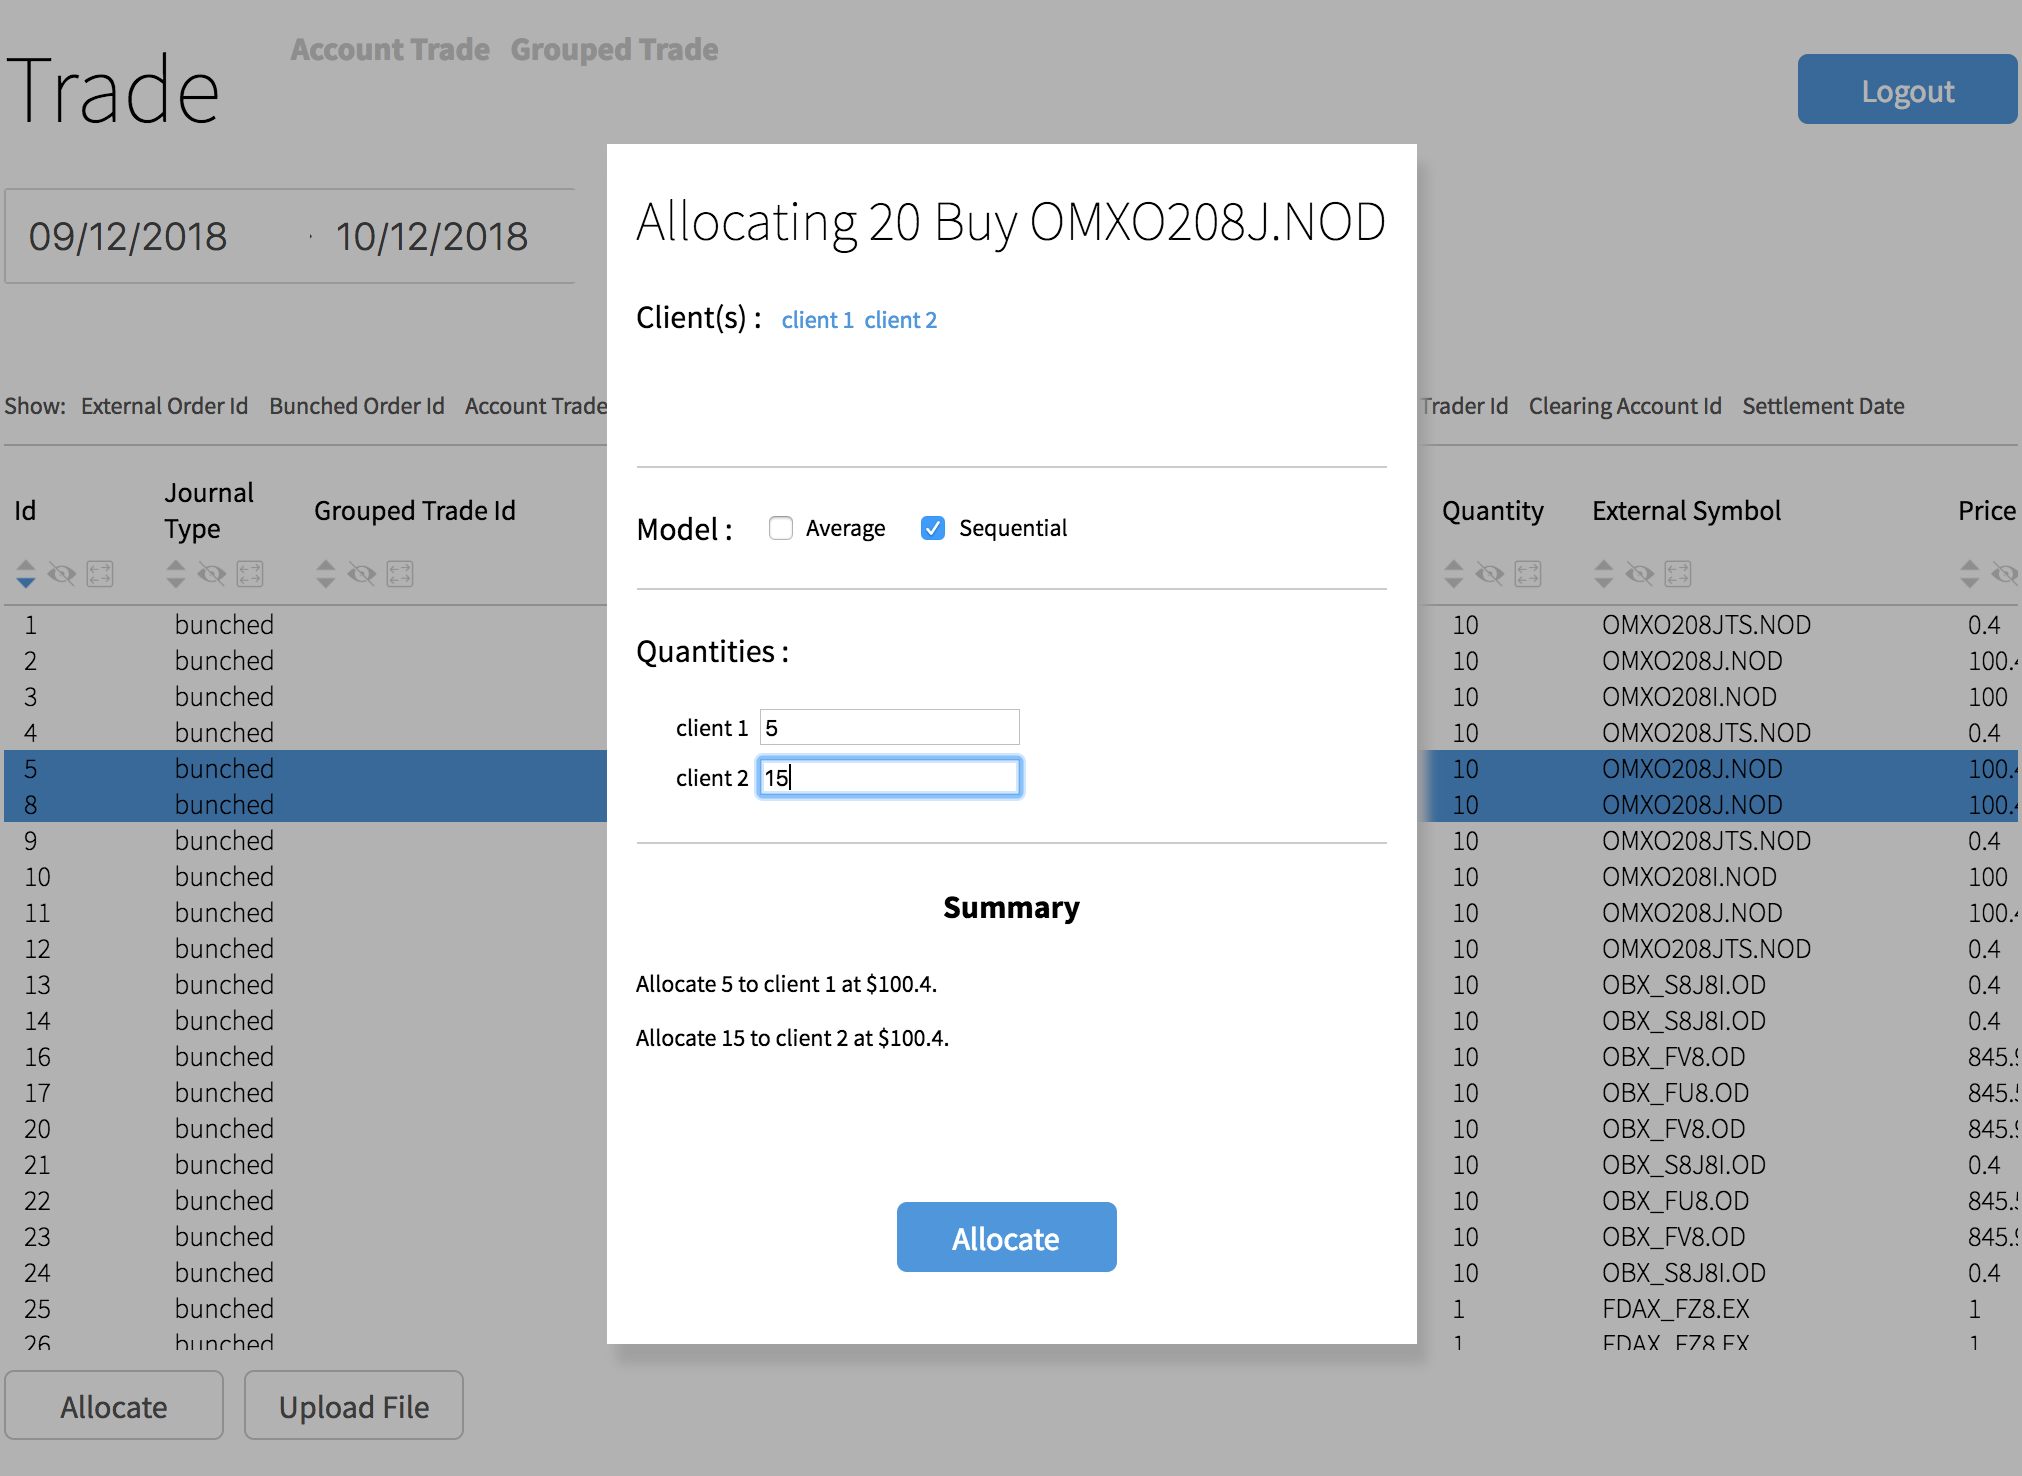 Trade
Account Trade Grouped Trade
Logout
09/12/2018 · 10/12/2018
Allocating 20 Buy OMXO208J.NOD
Client(s) : client 1 client 2
Show: External Order Id Bunched Order Id Account Trade
Trader Id Clearing Account Id Settlement Date
Id Journal Type Grouped Trade Id Quantity External Symbol Price
Model : Average Sequential
Quantities :
client 1 5
client 2 15
Summary
Allocate 5 to client 1 at $100.4.
Allocate 15 to client 2 at $100.4.
Allocate
1 bunched 10 OMXO208JTS.NOD 0.4
2 bunched 10 OMXO208J.NOD 100.4
3 bunched 10 OMXO208I.NOD 100
4 bunched 10 OMXO208JTS.NOD 0.4
5 bunched 10 OMXO208J.NOD 100.4
8 bunched 10 OMXO208J.NOD 100.4
9 bunched 10 OMXO208JTS.NOD 0.4
10 bunched 10 OMXO208I.NOD 100
11 bunched 10 OMXO208J.NOD 100.4
12 bunched 10 OMXO208JTS.NOD 0.4
13 bunched 10 OBX_S8J8I.OD 0.4
14 bunched 10 OBX_S8J8I.OD 0.4
16 bunched 10 OBX_FV8.OD 845.9
17 bunched 10 OBX_FU8.OD 845.5
20 bunched 10 OBX_FV8.OD 845.9
21 bunched 10 OBX_S8J8I.OD 0.4
22 bunched 10 OBX_FU8.OD 845.5
23 bunched 10 OBX_FV8.OD 845.9
24 bunched 10 OBX_S8J8I.OD 0.4
25 bunched 1 FDAX_FZ8.EX 1
26 bunched 1 FDAX_FZ8.EX 1
Allocate Upload File